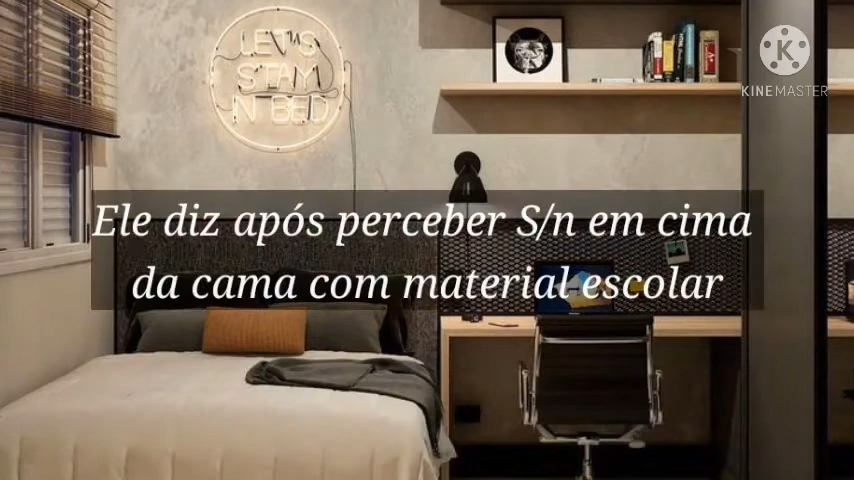 LET'S
STAY
IN BED
KINEMASTER
Ele diz após perceber S/n em cima
da cama com material escolar